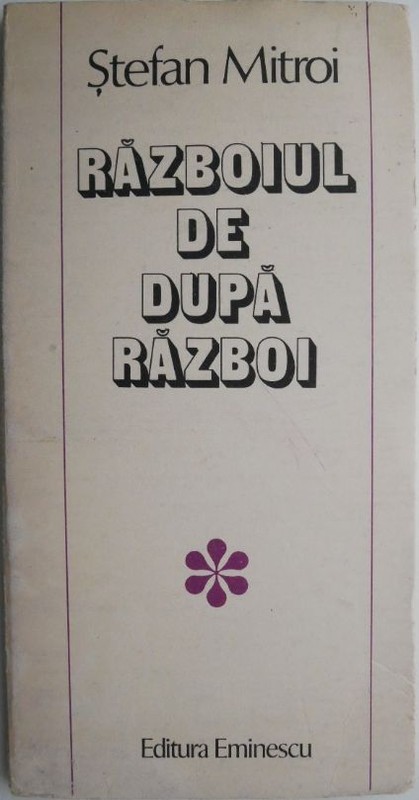 Ștefan Mitroi
RĂZBOIUL
DE
DUPĂ
RĂZBOI
Editura Eminescu